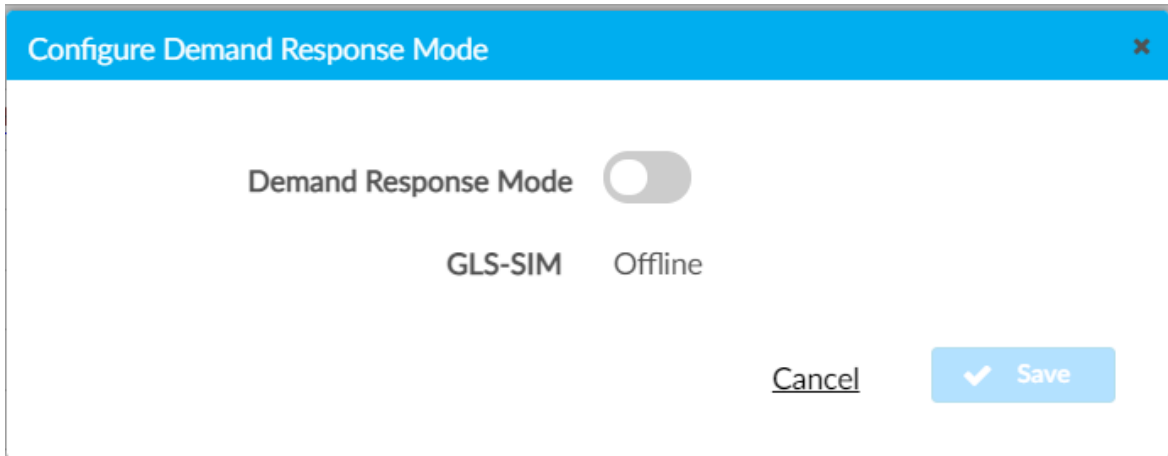 Configure Demand Response Mode
Demand Response Mode
GLS-SIM Offline
Cancel Save